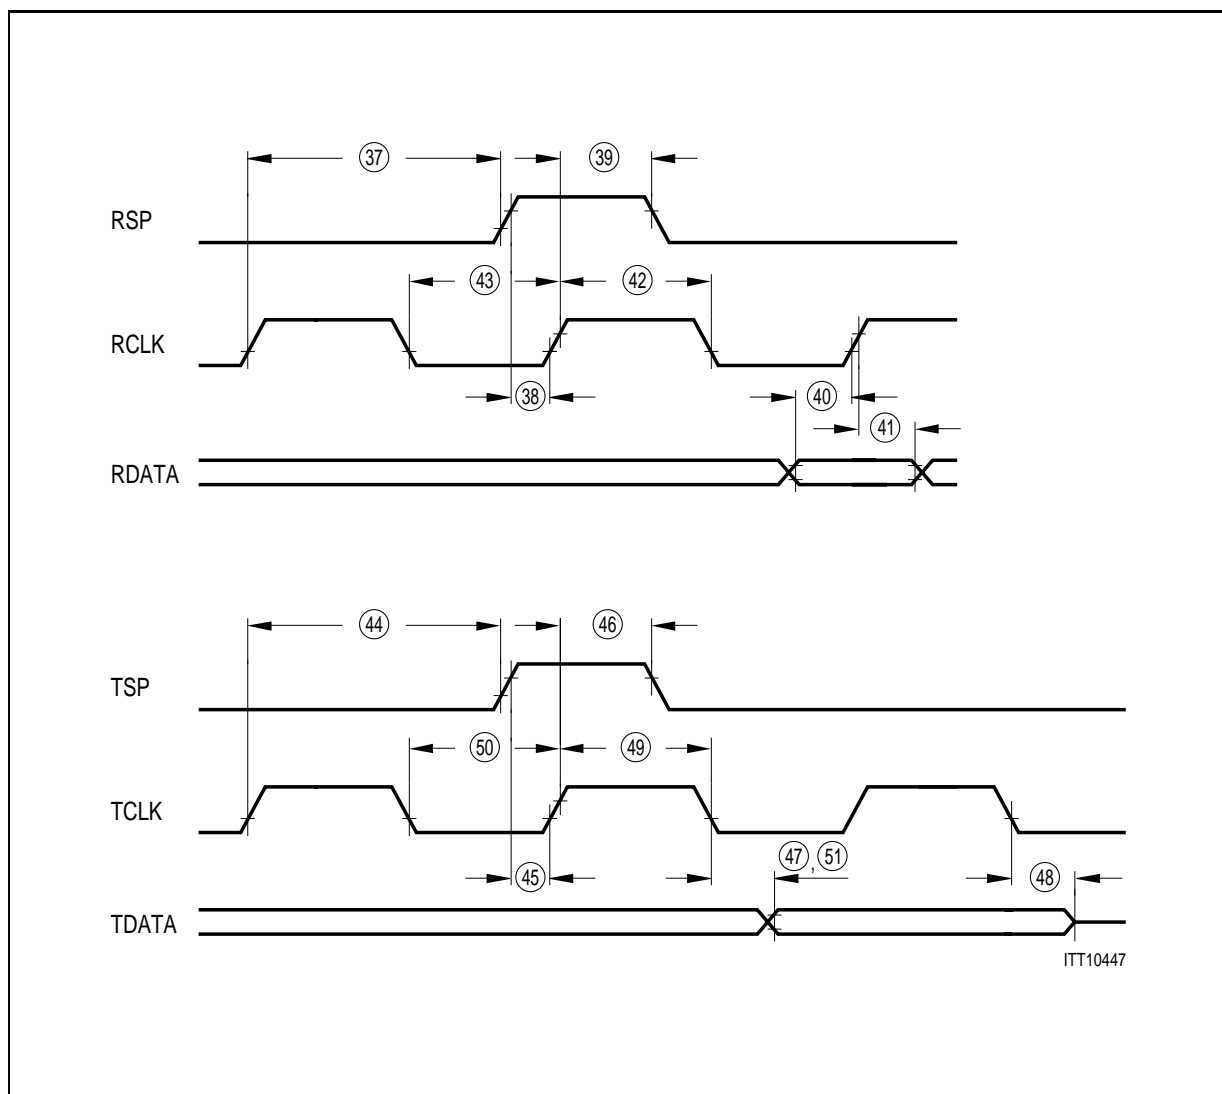 37 39
RSP
43 42
RCLK
38 40
41
RDATA
44 46
TSP
50 49
TCLK
47 , 51
45 48
TDATA
ITT10447